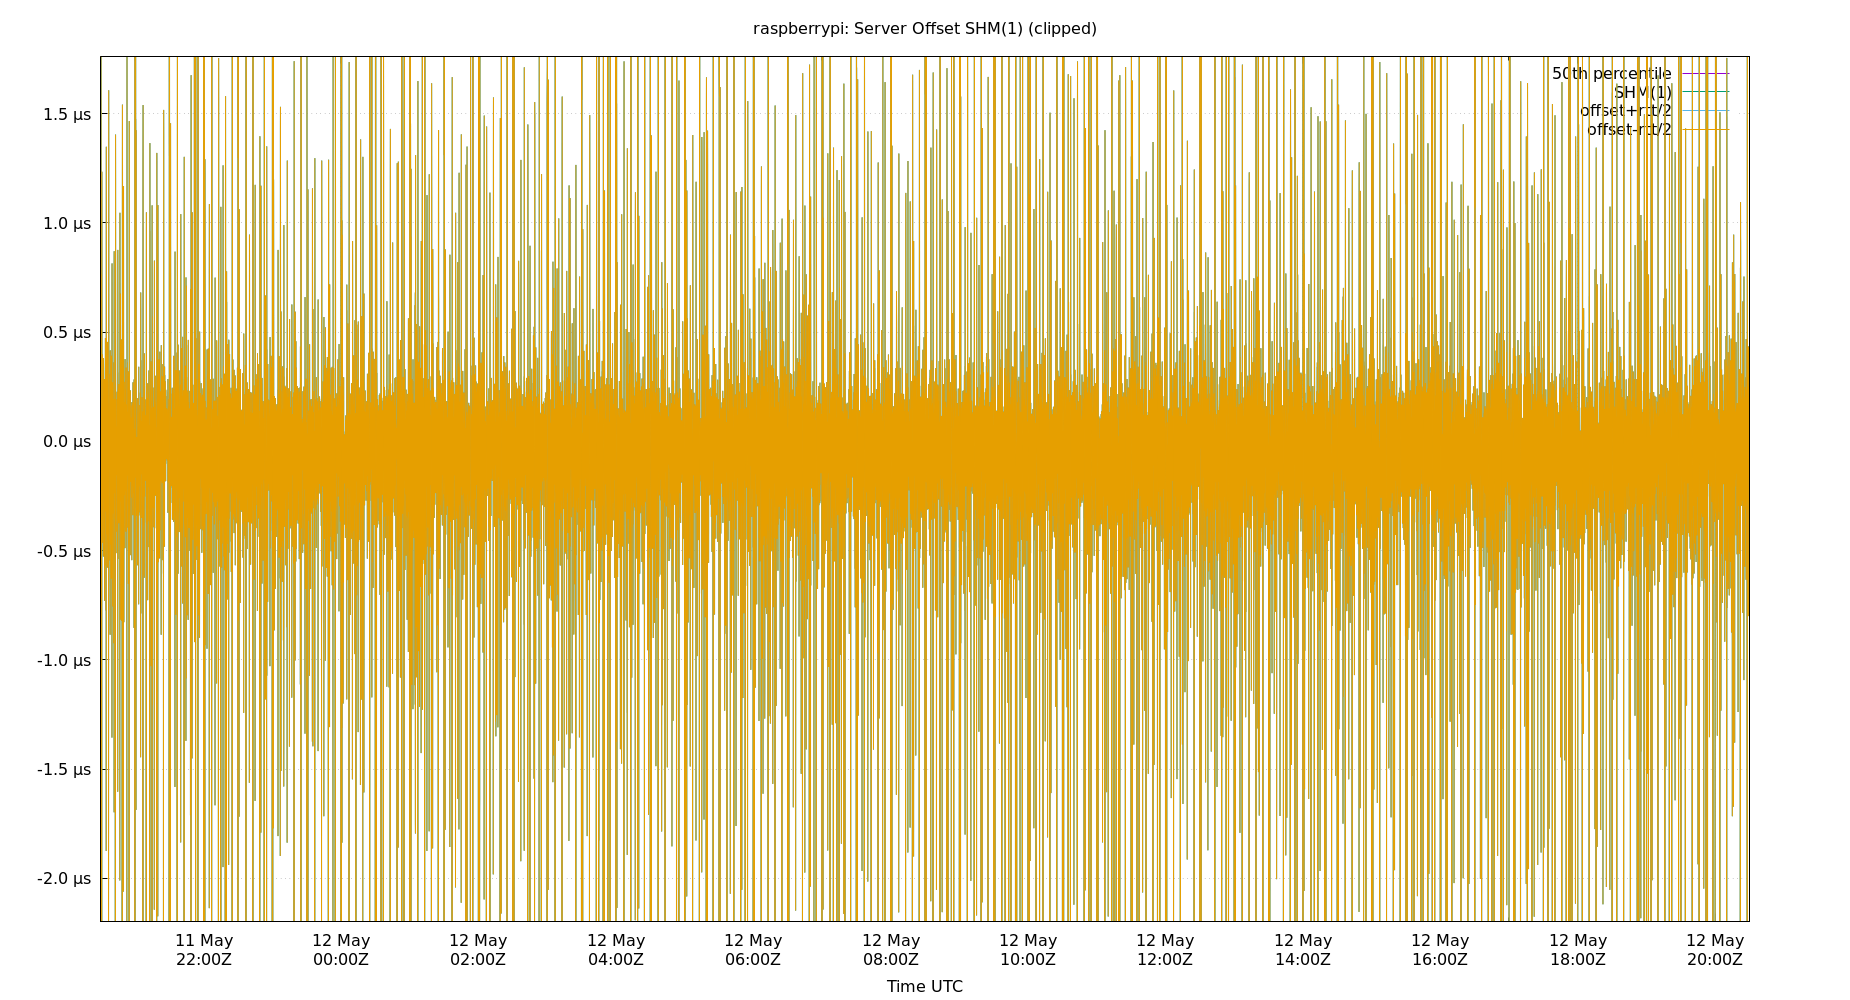 raspberrypi: Server Offset SHM(1) (clipped)
50th percentile
SHM(1)
offset+rtt/2
offset-rtt/2
1.5 µs
1.0 µs
0.5 µs
0.0 µs
-0.5 µs
-1.0 µs
-1.5 µs
-2.0 µs
11 May 12 May 12 May 12 May 12 May 12 May 12 May 12 May 12 May 12 May 12 May 12 May
22:00Z 00:00Z 02:00Z 04:00Z 06:00Z 08:00Z 10:00Z 12:00Z 14:00Z 16:00Z 18:00Z 20:00Z
Time UTC